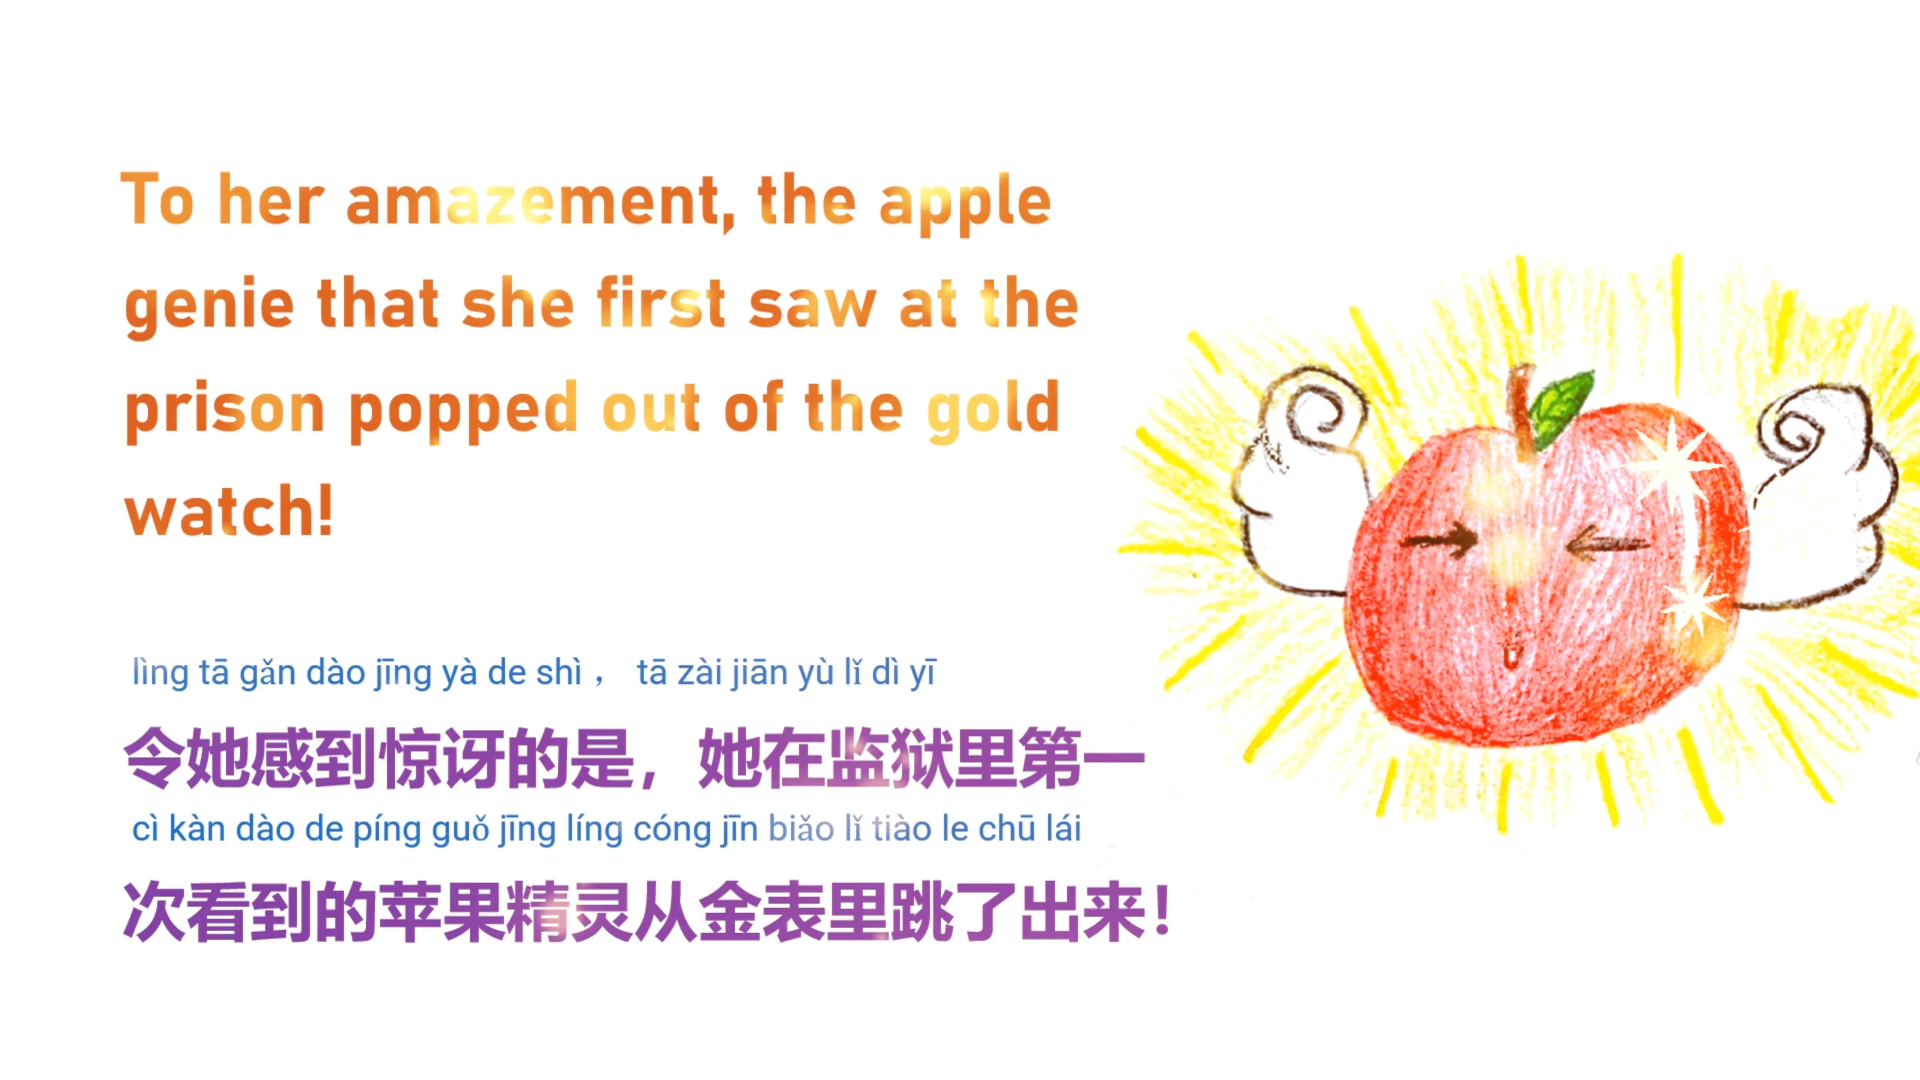 To her amazement, the apple
genie that she first saw at the
prison popped out of the gold
watch!
lìng tā gǎn dào jīng yà de shì ， tā zài jiān yù lǐ dì yī
令她感到惊讶的是，她在监狱里第一
cì kàn dào de píng guǒ jīng líng cóng jīn biǎo lǐ tiào le chū lái
次看到的苹果精灵从金表里跳了出来！